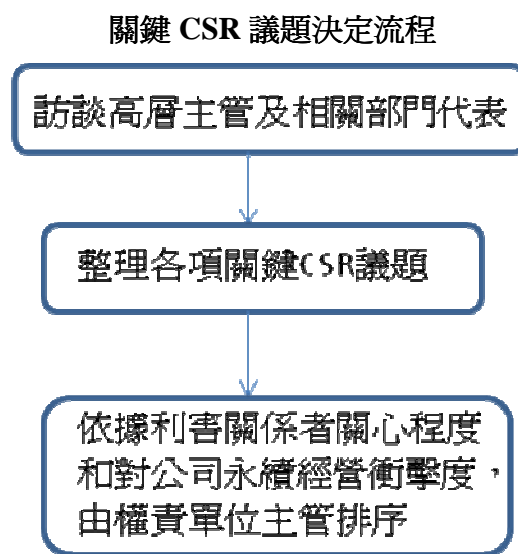 關鍵 CSR 議題決定流程
訪談高層主管及相關部門代表
整理各項關鍵CSR議題
依據利害關係者關心程度
和對公司永續經營衝擊度，
由權責單位主管排序